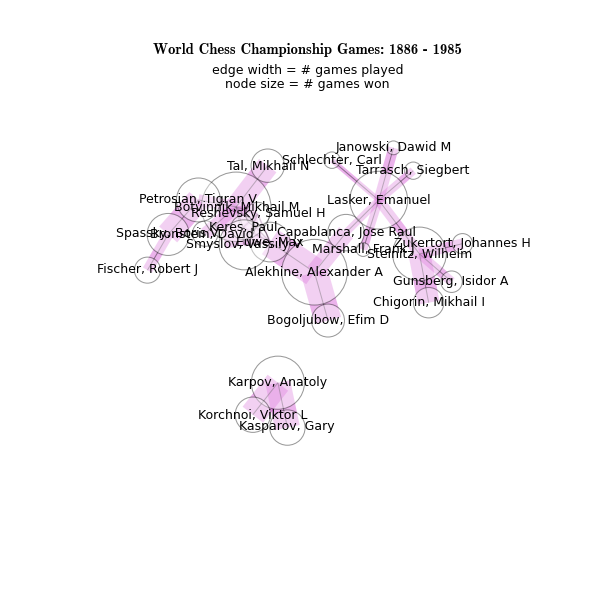 World Chess Championship Games: 1886 - 1985
edge width = # games played
node size = # games won
Janowski, Dawid M
Schlechter, Carl
Tal, Mikhail N
Tarrasch, Siegbert
Petrosian, Tigran V
Lasker, Emanuel
Botvinnik, Mikhail M
Reshevsky, Samuel H
Keres, Paul
Spassky, Boris V
Bronstein, David I
Capablanca, Jose Raul
Euwe, Max
Smyslov, Vassily V
Zukertort, Johannes H
Marshall, Frank J
Steinitz, Wilhelm
Fischer, Robert J
Alekhine, Alexander A
Gunsberg, Isidor A
Chigorin, Mikhail I
Bogoljubow, Efim D
Karpov, Anatoly
Korchnoi, Viktor L
Kasparov, Gary